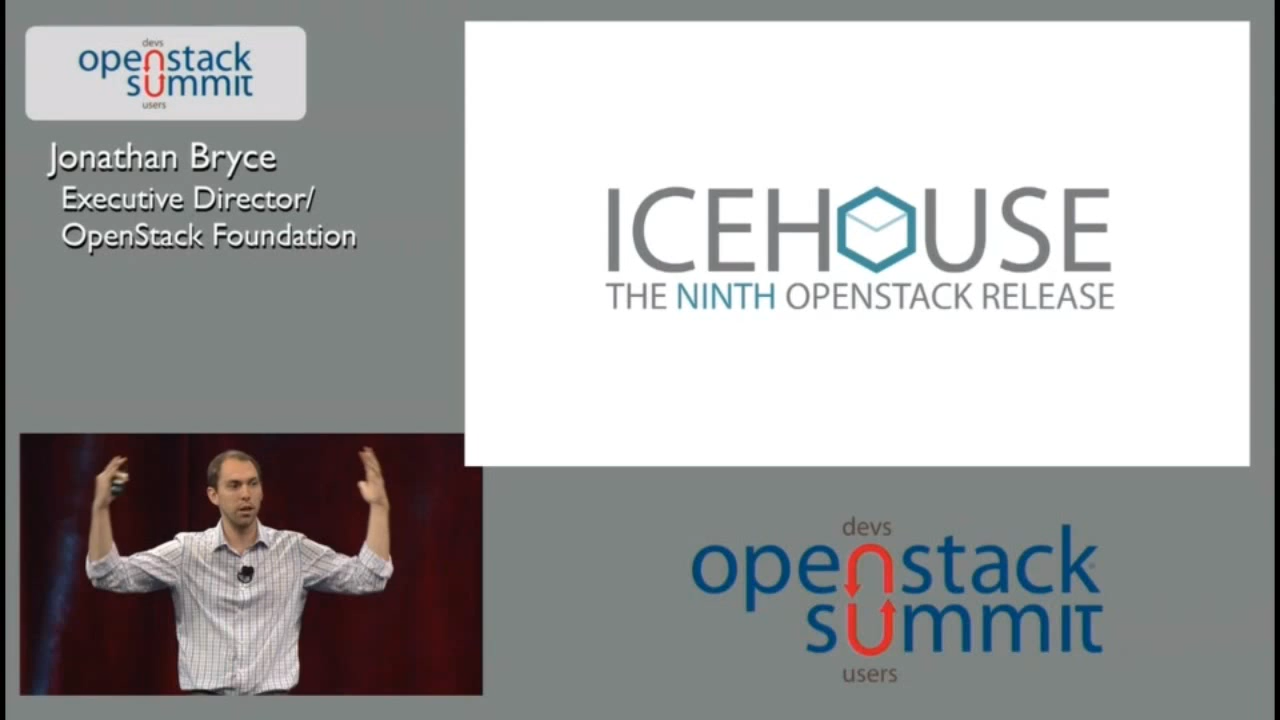 devs
openstack
summit
users
Jonathan Bryce
Executive Director/
OpenStack Foundation
ICEHOUSE
THE NINTH OPENSTACK RELEASE
devs
openstack
summit
users